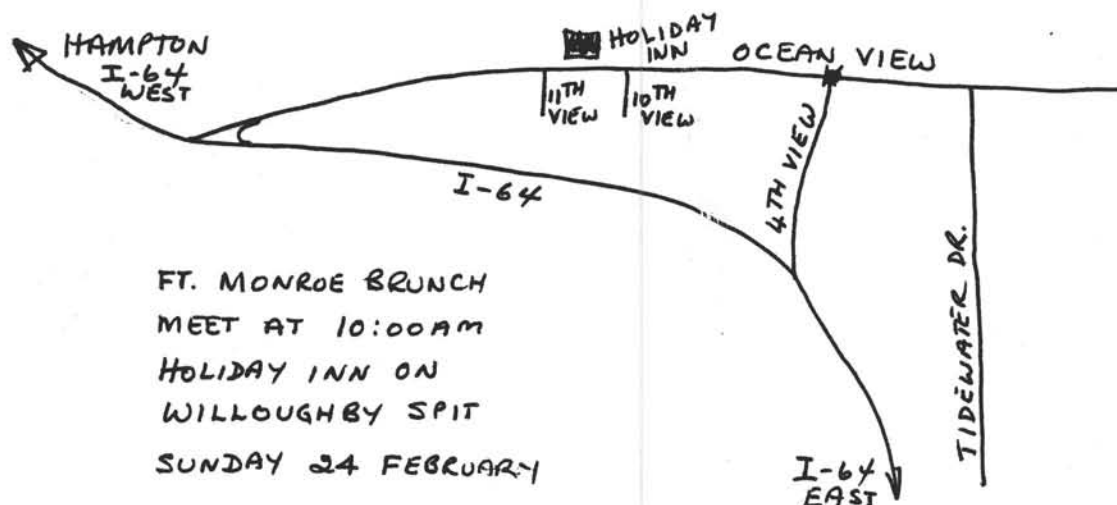 HAMPTON
I-64
WEST
HOLIDAY
INN
OCEAN VIEW
11TH
VIEW
10TH
VIEW
4TH VIEW
I-64
TIDEWATER DR.
FT. MONROE BRUNCH
MEET AT 10:00AM
HOLIDAY INN ON
WILLOUGHBY SPIT
SUNDAY 24 FEBRUARY
I-64
EAST